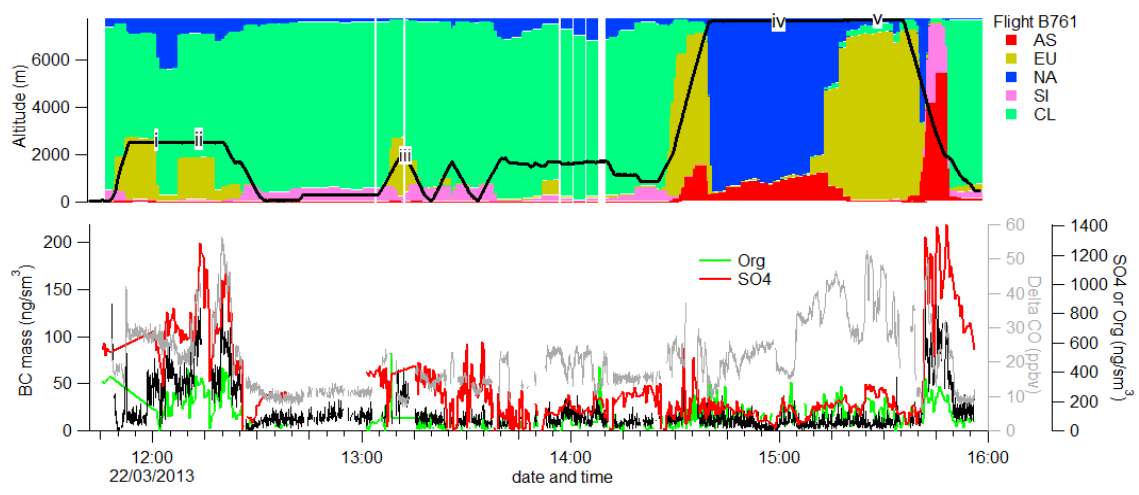 Flight B761
AS
EU
NA
SI
CL
Altitude (m)
6000
4000
2000
0
i
ii
iii
iv
v
BC mass (ng/sm³)
200
150
100
50
0
Org
SO4
60
50
40
30
20
10
0
Delta CO (ppbv)
1400
1200
1000
800
600
400
200
0
SO4 or Org (ng/sm³)
12:00
13:00
14:00
15:00
16:00
22/03/2013
date and time